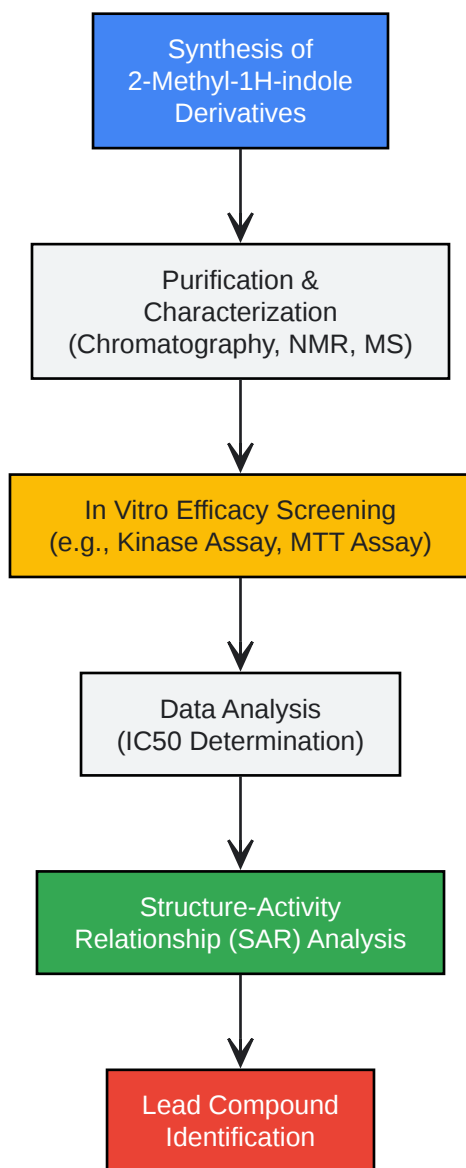 Synthesis of
2-Methyl-1H-indole
Derivatives
Purification &
Characterization
(Chromatography, NMR, MS)
In Vitro Efficacy Screening
(e.g., Kinase Assay, MTT Assay)
Data Analysis
(IC50 Determination)
Structure-Activity
Relationship (SAR) Analysis
Lead Compound
Identification